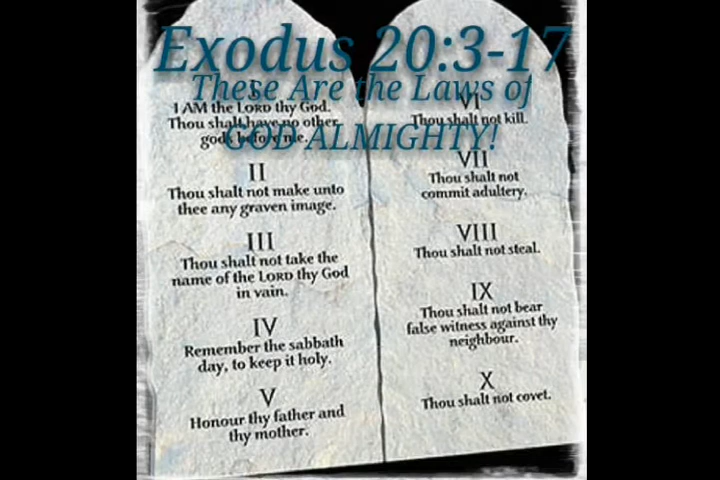 Exodus 20:3-17
These Are the Laws of
GOD ALMIGHTY!
I
I AM the LORD thy God.
Thou shalt have no other
gods before me.
II
Thou shalt not make unto
thee any graven image.
III
Thou shalt not take the
name of the LORD thy God
in vain.
IV
Remember the sabbath
day, to keep it holy.
V
Honour thy father and
thy mother.
VI
Thou shalt not kill.
VII
Thou shalt not
commit adultery.
VIII
Thou shalt not steal.
IX
Thou shalt not bear
false witness against thy
neighbour.
X
Thou shalt not covet.